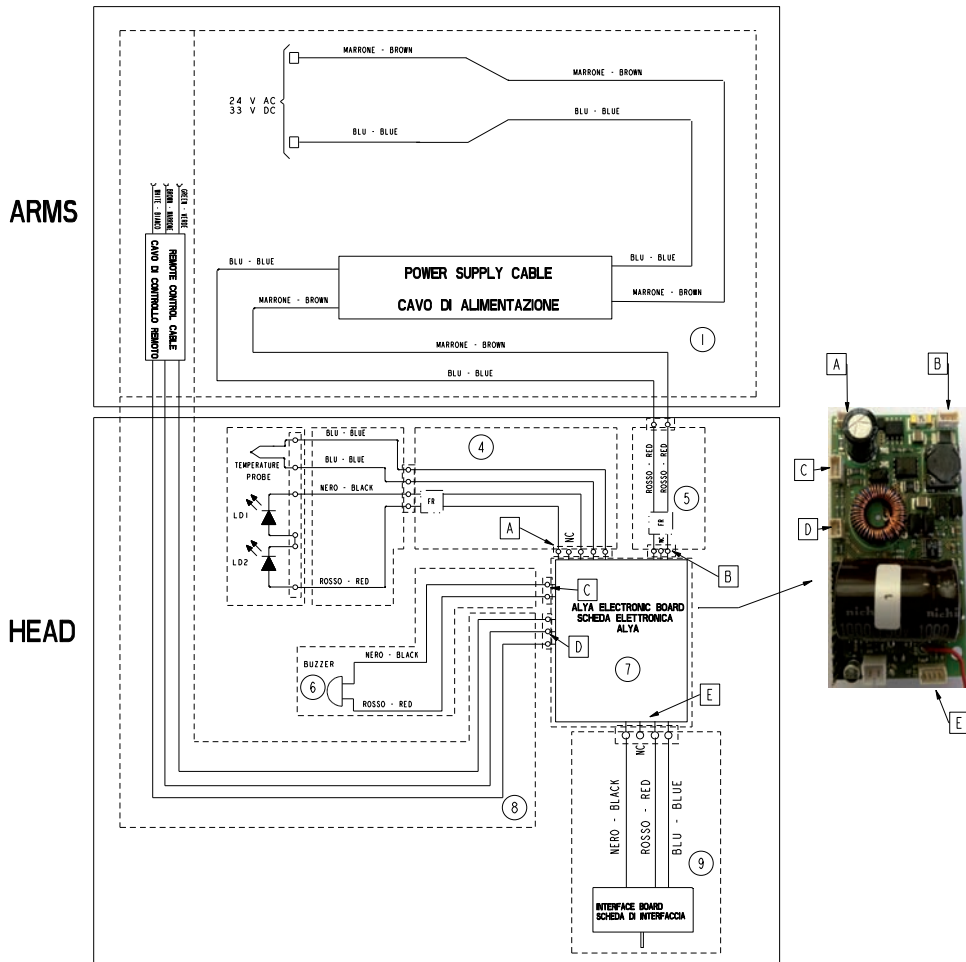 ARMS
MARRONE - BROWN
MARRONE - BROWN
24 V AC
33 V DC
BLU - BLUE
BLU - BLUE
GREEN - VERDE
BROWN - MARRONE
WHITE - BIANCO
REMOTE CONTROL CABLE
CAVO DI CONTROLLO REMOTO
BLU - BLUE
POWER SUPPLY CABLE
CAVO DI ALIMENTAZIONE
BLU - BLUE
MARRONE - BROWN
MARRONE - BROWN
MARRONE - BROWN
1
BLU - BLUE
HEAD
BLU - BLUE
BLU - BLUE
TEMPERATURE
PROBE
NERO - BLACK
LD1
LD2
ROSSO - RED
FR
4
A
NC
ROSSO - RED
ROSSO - RED
5
FR
NC
B
C
ALYA ELECTRONIC BOARD
SCHEDA ELETTRONICA
ALYA
D
7
E
NERO - BLACK
BUZZER
6
ROSSO - RED
8
NC
NERO - BLACK
ROSSO - RED
BLU - BLUE
9
INTERFACE BOARD
SCHEDA DI INTERFACCIA
A
B
C
D
nichi
1000
E